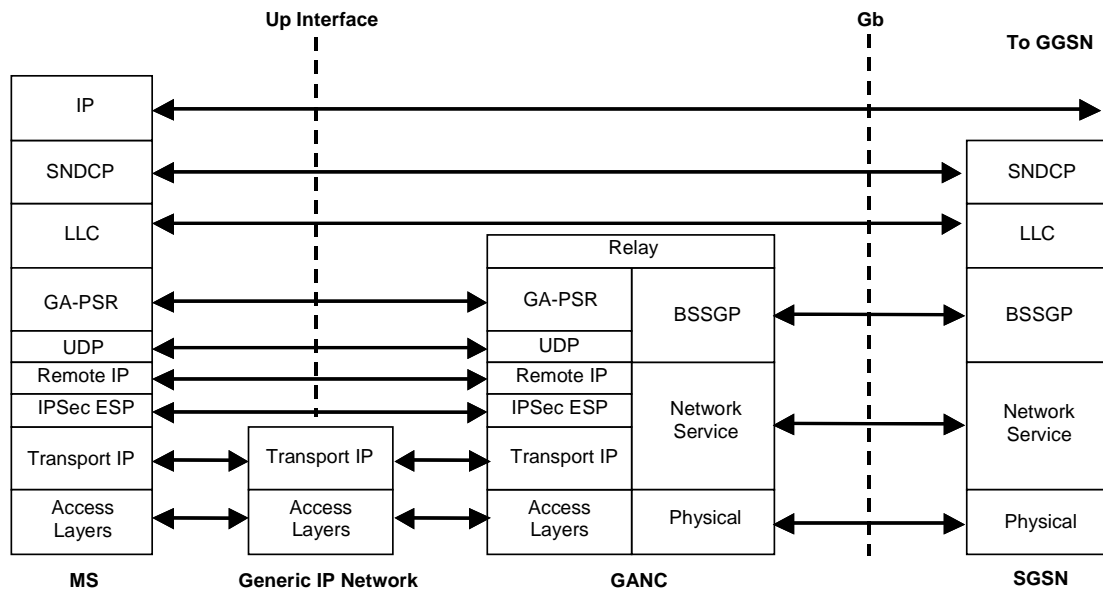 Up Interface
Gb
To GGSN
IP
SNDCP
SNDCP
LLC
LLC
Relay
GA-PSR
GA-PSR
BSSGP
BSSGP
UDP
UDP
Remote IP
Remote IP
IPSec ESP
IPSec ESP
Network
Service
Network
Service
Transport IP
Transport IP
Transport IP
Access
Layers
Access
Layers
Access
Layers
Physical
Physical
MS
Generic IP Network
GANC
SGSN